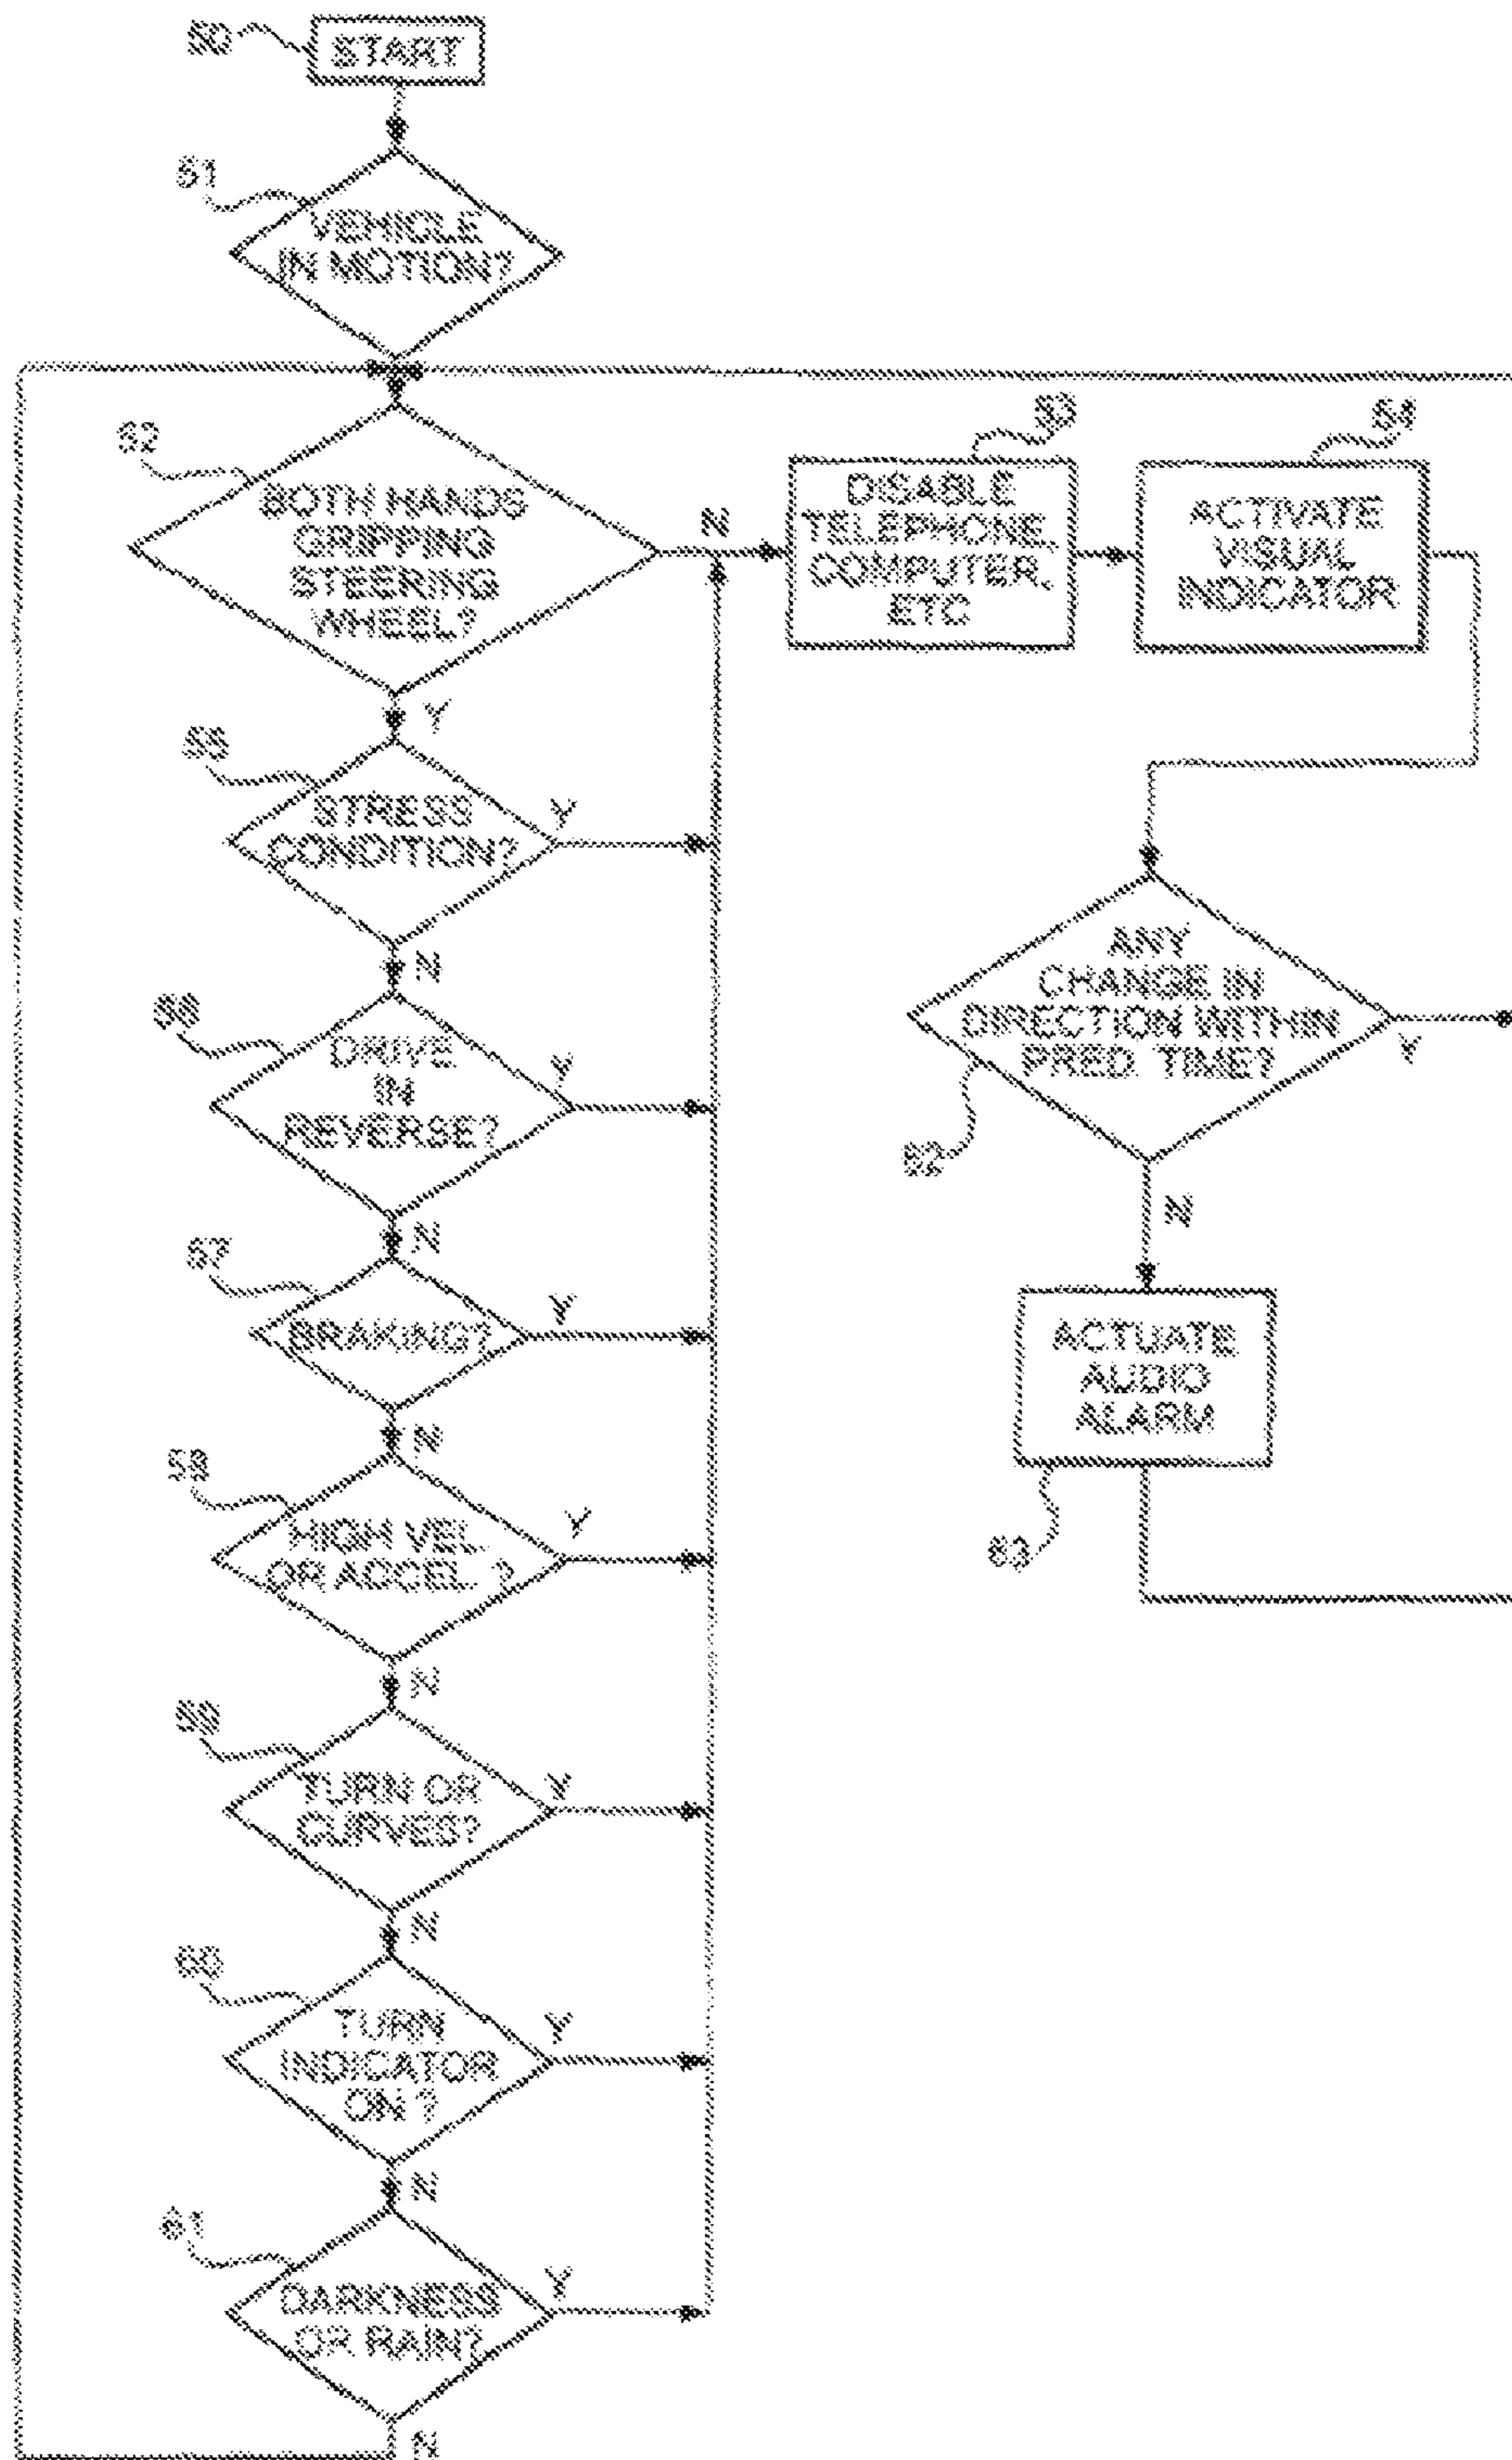 50
START
51
VEHICLE
IN MOTION?
52
BOTH HANDS
GRIPPING
STEERING
WHEEL?
N
53
DISABLE
TELEPHONE,
COMPUTER,
ETC
54
ACTIVATE
VISUAL
INDICATOR
Y
55
STRESS
CONDITION?
Y
N
56
DRIVE
IN
REVERSE?
Y
N
57
BRAKING?
Y
N
58
HIGH VEL.
OR ACCEL. ?
Y
N
59
TURN OR
CURVES?
Y
N
60
TURN
INDICATOR
ON ?
Y
N
61
DARKNESS
OR RAIN?
Y
N
ANY
CHANGE IN
DIRECTION WITHIN
PRED. TIME?
Y
62
N
ACTUATE
AUDIO
ALARM
63